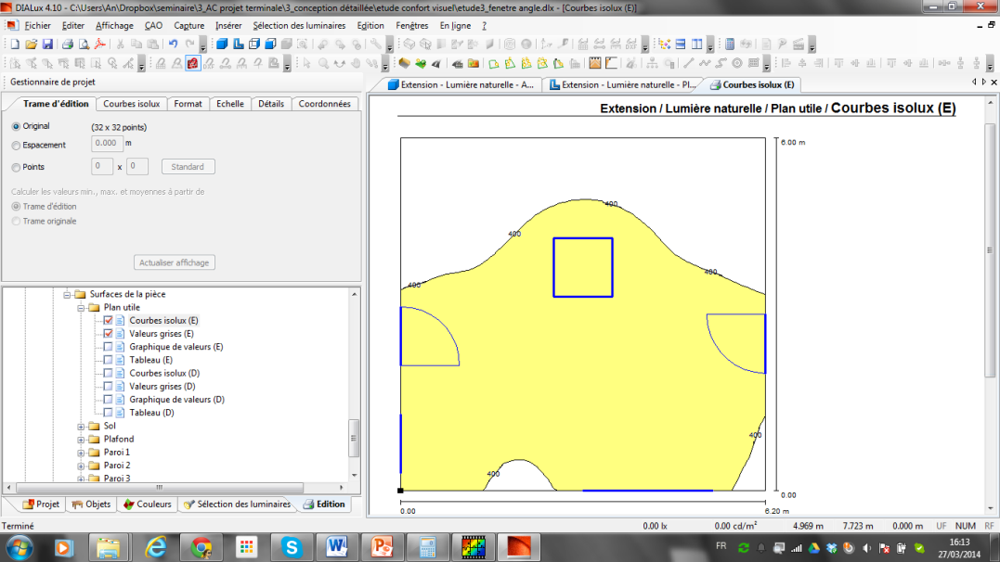 DIALux 4.10 - C:\Users\An\Dropbox\seminaire\3_AC projet terminale\3_conception détaillée\etude confort visuel\etude3_fenetre angle.dlx - [Courbes isolux (E)]
Fichier Editer Affichage CAO Capture Insérer Sélection des luminaires Edition Fenêtres En ligne ?
Gestionnaire de projet
Trame d'édition Courbes isolux Format Echelle Détails Coordonnées
Original (32 x 32 points)
Espacement 0.000 m
Points 0 x 0 Standard
Calculer les valeurs min., max. et moyennes à partir de
Trame d'édition
Trame originale
Actualiser affichage
Surfaces de la pièce
Plan utile
Courbes isolux (E)
Valeurs grises (E)
Graphique de valeurs (E)
Tableau (E)
Courbes isolux (D)
Valeurs grises (D)
Graphique de valeurs (D)
Tableau (D)
Sol
Plafond
Paroi 1
Paroi 2
Paroi 3
Projet Objets Couleurs Sélection des luminaires Edition
Extension - Lumière naturelle - A... Extension - Lumière naturelle - Pl... Courbes isolux (E)
Extension / Lumière naturelle / Plan utile / Courbes isolux (E)
6.00 m
400
400
400
400
400
400
0.00
0.00 6.20 m
Terminé 0.00 lx 0.00 cd/m² 4.969 m 7.723 m 0.000 m UF NUM RF
FR 16:13
27/03/2014